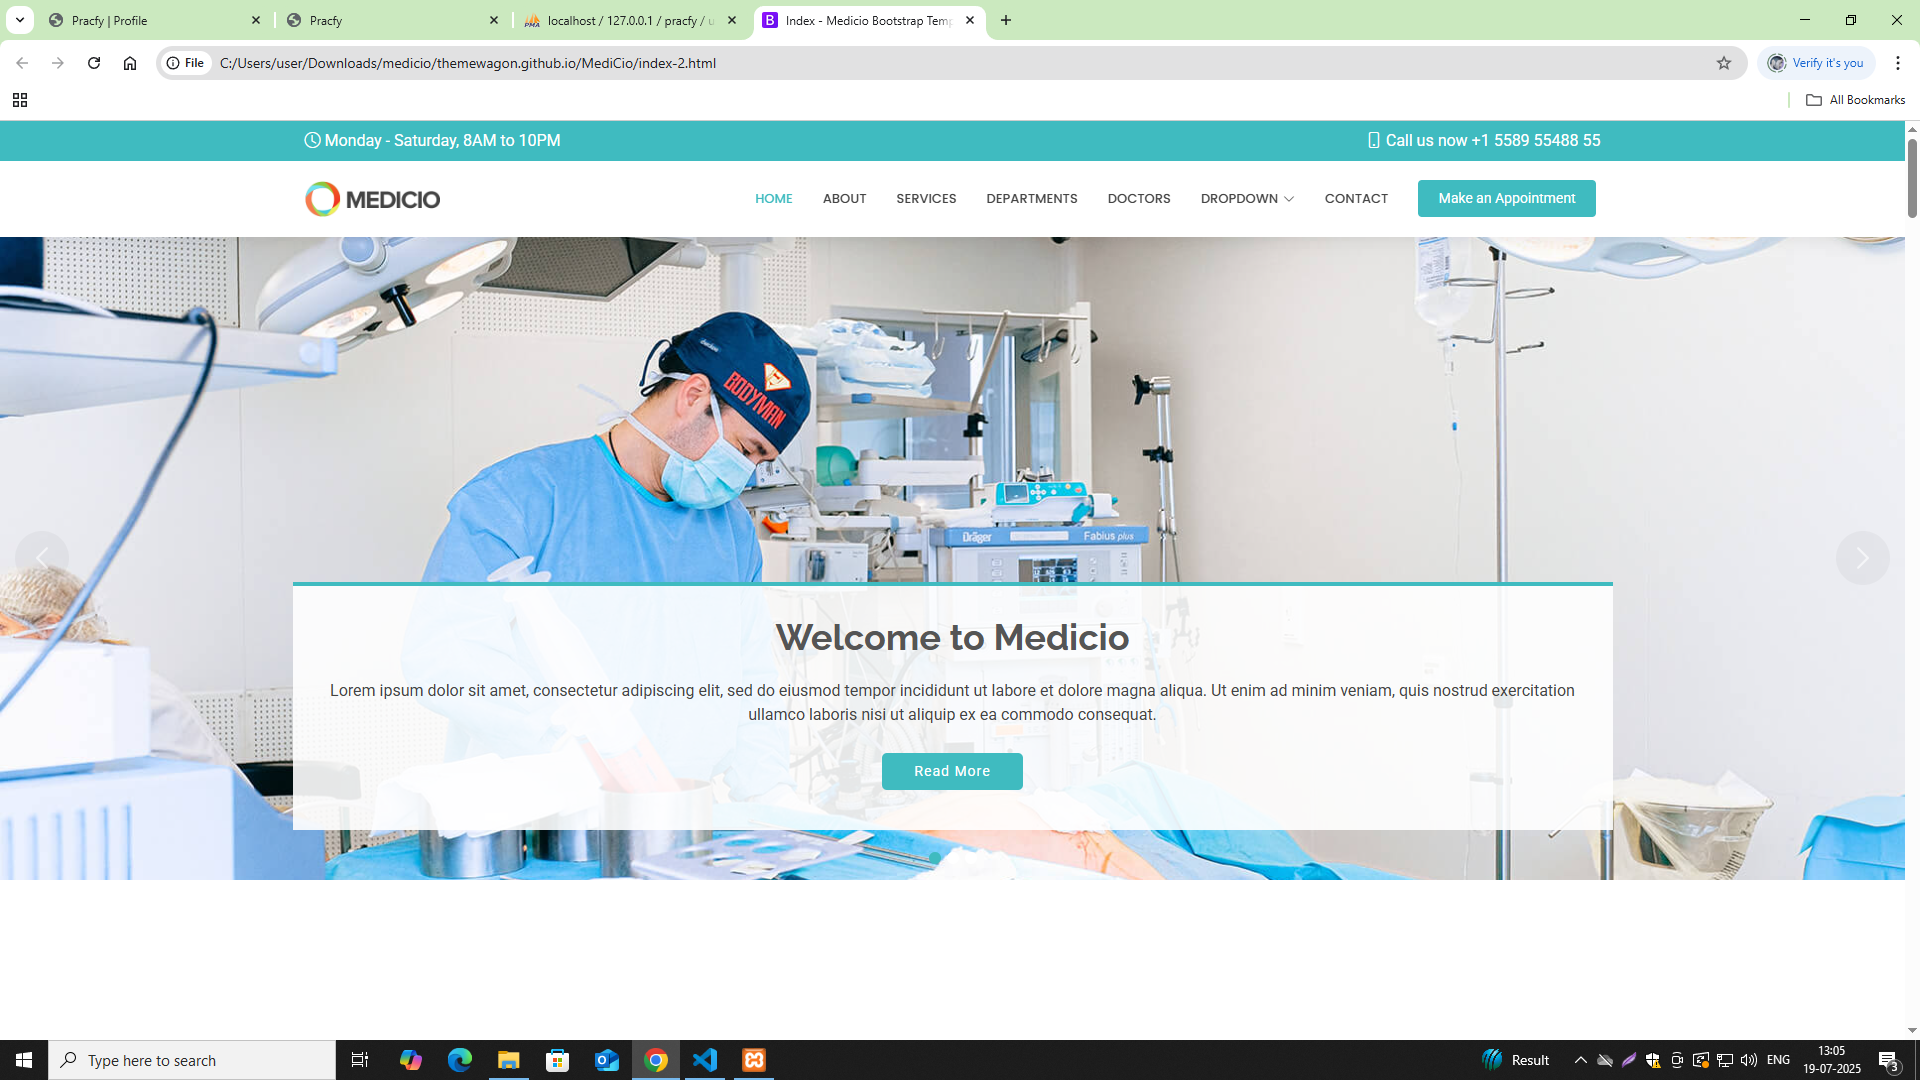 Pracfy | Profile
Pracfy
localhost / 127.0.0.1 / pracfy / u
Index - Medicio Bootstrap Temp
File
C:/Users/user/Downloads/medicio/themewagon.github.io/MediCio/index-2.html
Verify it's you
All Bookmarks
Monday - Saturday, 8AM to 10PM
Call us now +1 5589 55488 55
MEDICIO
HOME
ABOUT
SERVICES
DEPARTMENTS
DOCTORS
DROPDOWN
CONTACT
Make an Appointment
BODYMAN
Dräger
Fabius plus
Welcome to Medicio
Lorem ipsum dolor sit amet, consectetur adipiscing elit, sed do eiusmod tempor incididunt ut labore et dolore magna aliqua. Ut enim ad minim veniam, quis nostrud exercitation
ullamco laboris nisi ut aliquip ex ea commodo consequat.
Read More
Type here to search
Result
ENG
13:05
19-07-2025
3